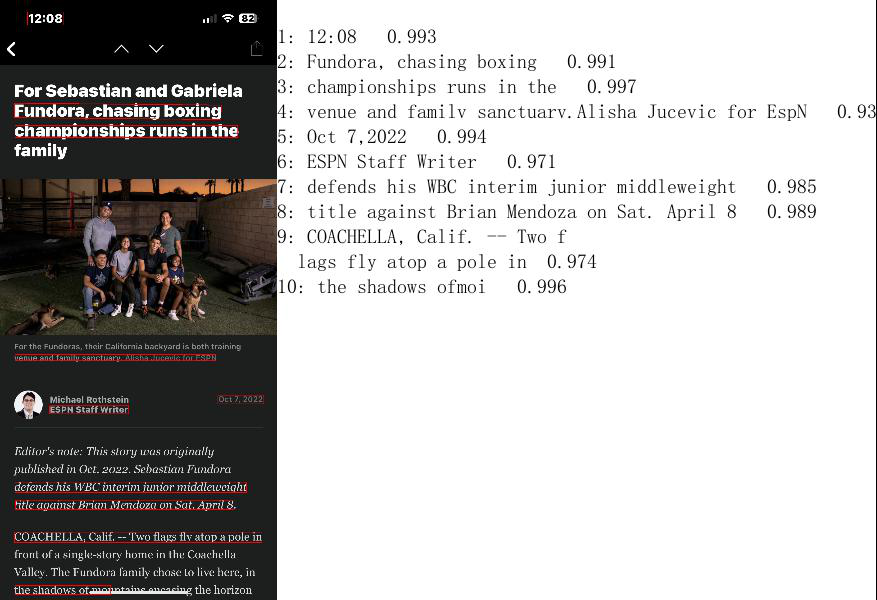 12:08
82
For Sebastian and Gabriela
Fundora, chasing boxing
championships runs in the
family
For the Fundoras, their California backyard is both training
venue and family sanctuary. Alisha Jucevic for ESPN
Michael Rothstein
Oct 7, 2022
ESPN Staff Writer
Editor's note: This story was originally
published in Oct. 2022. Sebastian Fundora
defends his WBC interim junior middleweight
title against Brian Mendoza on Sat. April 8.
COACHELLA, Calif. -- Two flags fly atop a pole in
front of a single-story home in the Coachella
Valley. The Fundora family chose to live here, in
the shadows of mountains encasing the horizon
1: 12:08 0.993
2: Fundora, chasing boxing 0.991
3: championships runs in the 0.997
4: venue and familv sanctuarv.Alisha Jucevic for EspN 0.93
5: Oct 7,2022 0.994
6: ESPN Staff Writer 0.971
7: defends his WBC interim junior middleweight 0.985
8: title against Brian Mendoza on Sat. April 8 0.989
9: COACHELLA, Calif. -- Two f
lags fly atop a pole in 0.974
10: the shadows ofmoi 0.996